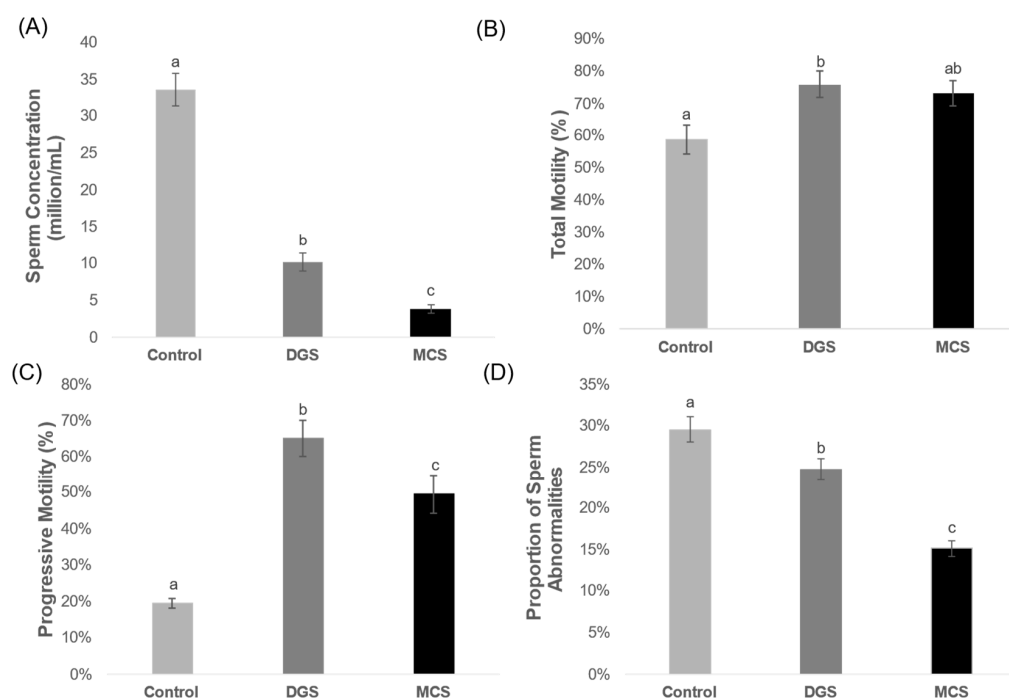 (A)
Sperm Concentration
(million/mL)
40
35
30
25
20
15
10
5
0
a
b
c
Control DGS MCS
(B)
Total Motility (%)
90%
80%
70%
60%
50%
40%
30%
20%
10%
0%
a
b
ab
Control DGS MCS
(C)
Progressive Motility (%)
80%
70%
60%
50%
40%
30%
20%
10%
0%
a
b
c
Control DGS MCS
(D)
Proportion of Sperm
Abnormalities
35%
30%
25%
20%
15%
10%
5%
0%
a
b
c
Control DGS MCS